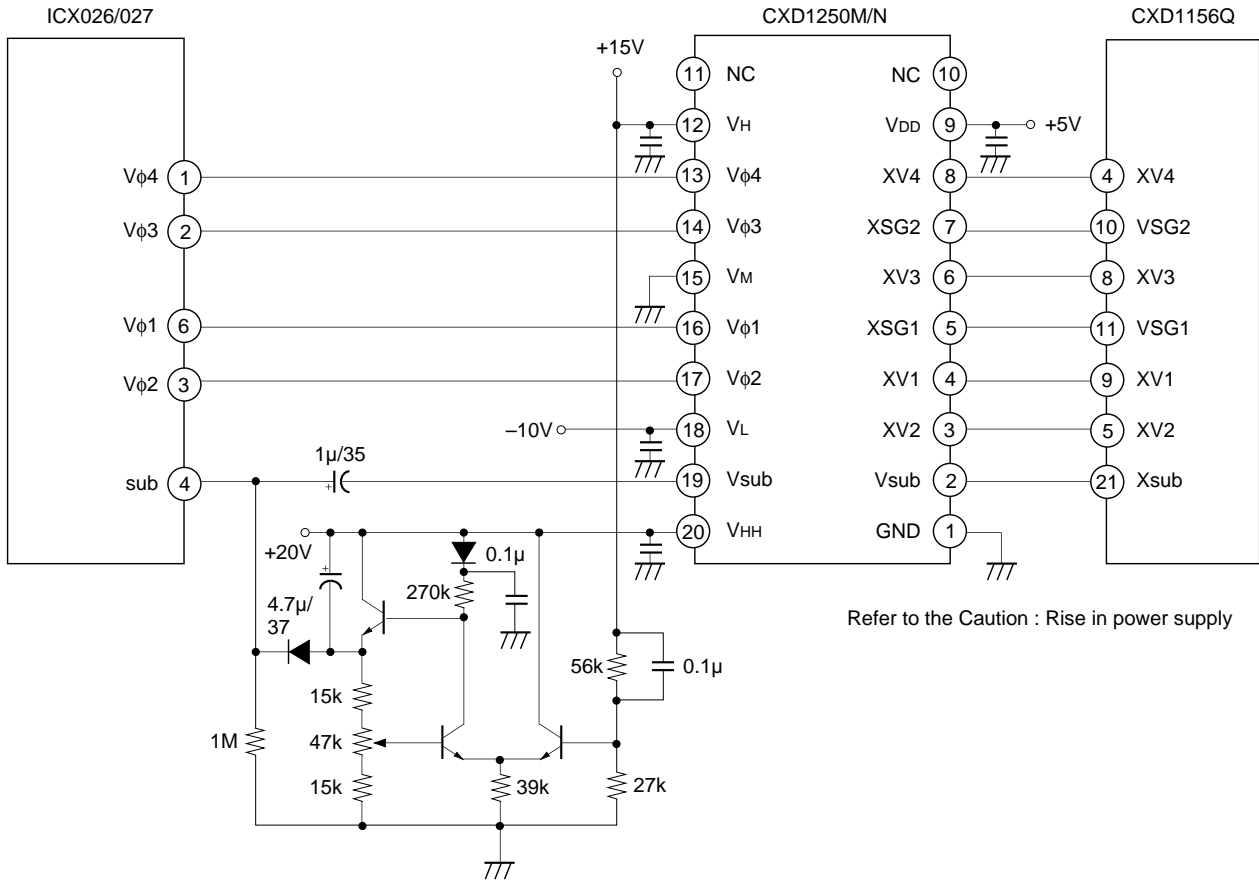 ICX026/027
CXD1250M/N
CXD1156Q
+15V
11 NC
NC 10
12 VH
VDD 9
+5V
Vϕ4 1
13 Vϕ4
XV4 8
4 XV4
Vϕ3 2
14 Vϕ3
XSG2 7
10 VSG2
15 VM
XV3 6
8 XV3
Vϕ1 6
16 Vϕ1
XSG1 5
11 VSG1
Vϕ2 3
17 Vϕ2
XV1 4
9 XV1
–10V
18 VL
XV2 3
5 XV2
1µ/35
+
sub 4
19 Vsub
Vsub 2
21 Xsub
+20V
20 VHH
GND 1
+
0.1µ
270k
4.7µ/
37
Refer to the Caution : Rise in power supply
56k
0.1µ
15k
1M
47k
15k
39k
27k